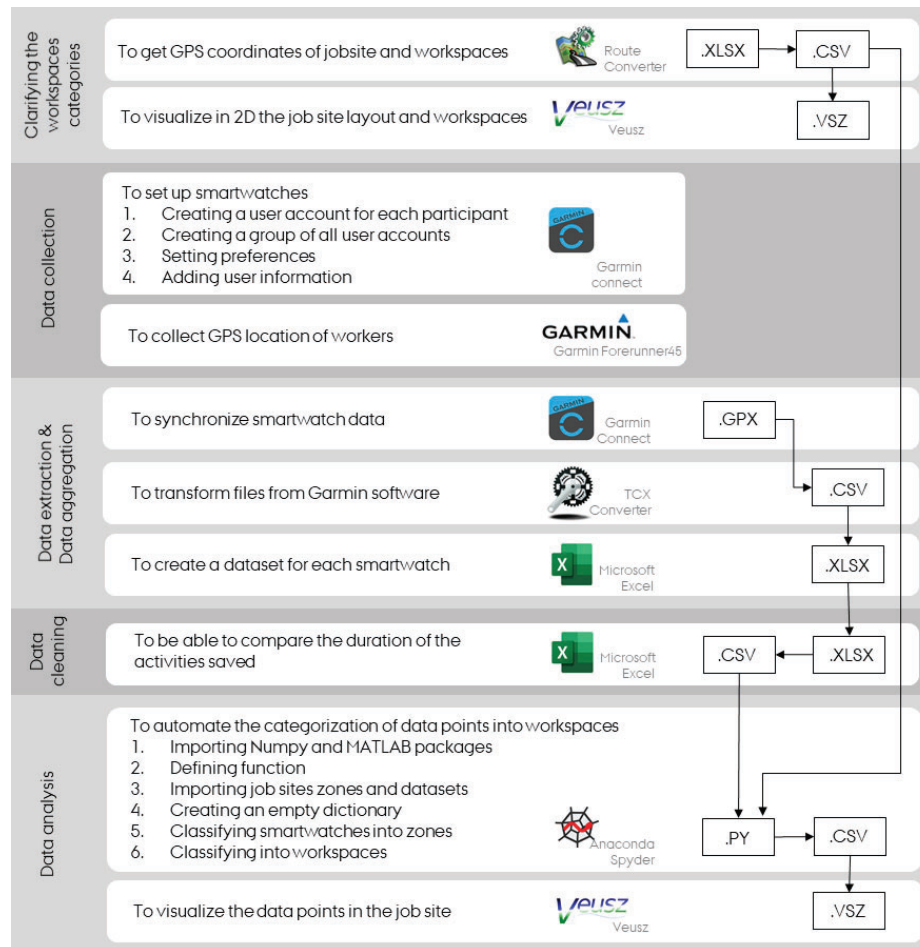 Clarifying the
workspaces
categories
To get GPS coordinates of jobsite and workspaces
Route
Converter
.XLSX
.CSV
To visualize in 2D the job site layout and workspaces
Veusz
Veusz
.VSZ
Data collection
To set up smartwatches
1. Creating a user account for each participant
2. Creating a group of all user accounts
3. Setting preferences
4. Adding user information
GARMIN
Garmin
connect
To collect GPS location of workers
GARMIN.
Garmin Forerunner45
Data extraction &
Data aggregation
To synchronize smartwatch data
GARMIN
Garmin
Connect
.GPX
To transform files from Garmin software
TCX
Converter
.CSV
To create a dataset for each smartwatch
X
Microsoft
Excel
.XLSX
Data
cleaning
To be able to compare the duration of the
activities saved
X
Microsoft
Excel
.CSV
.XLSX
Data analysis
To automate the categorization of data points into workspaces
1. Importing Numpy and MATLAB packages
2. Defining function
3. Importing job sites zones and datasets
4. Creating an empty dictionary
5. Classifying smartwatches into zones
6. Classifying into workspaces
Anaconda
Spyder
.PY
.CSV
To visualize the data points in the job site
Veusz
Veusz
.VSZ